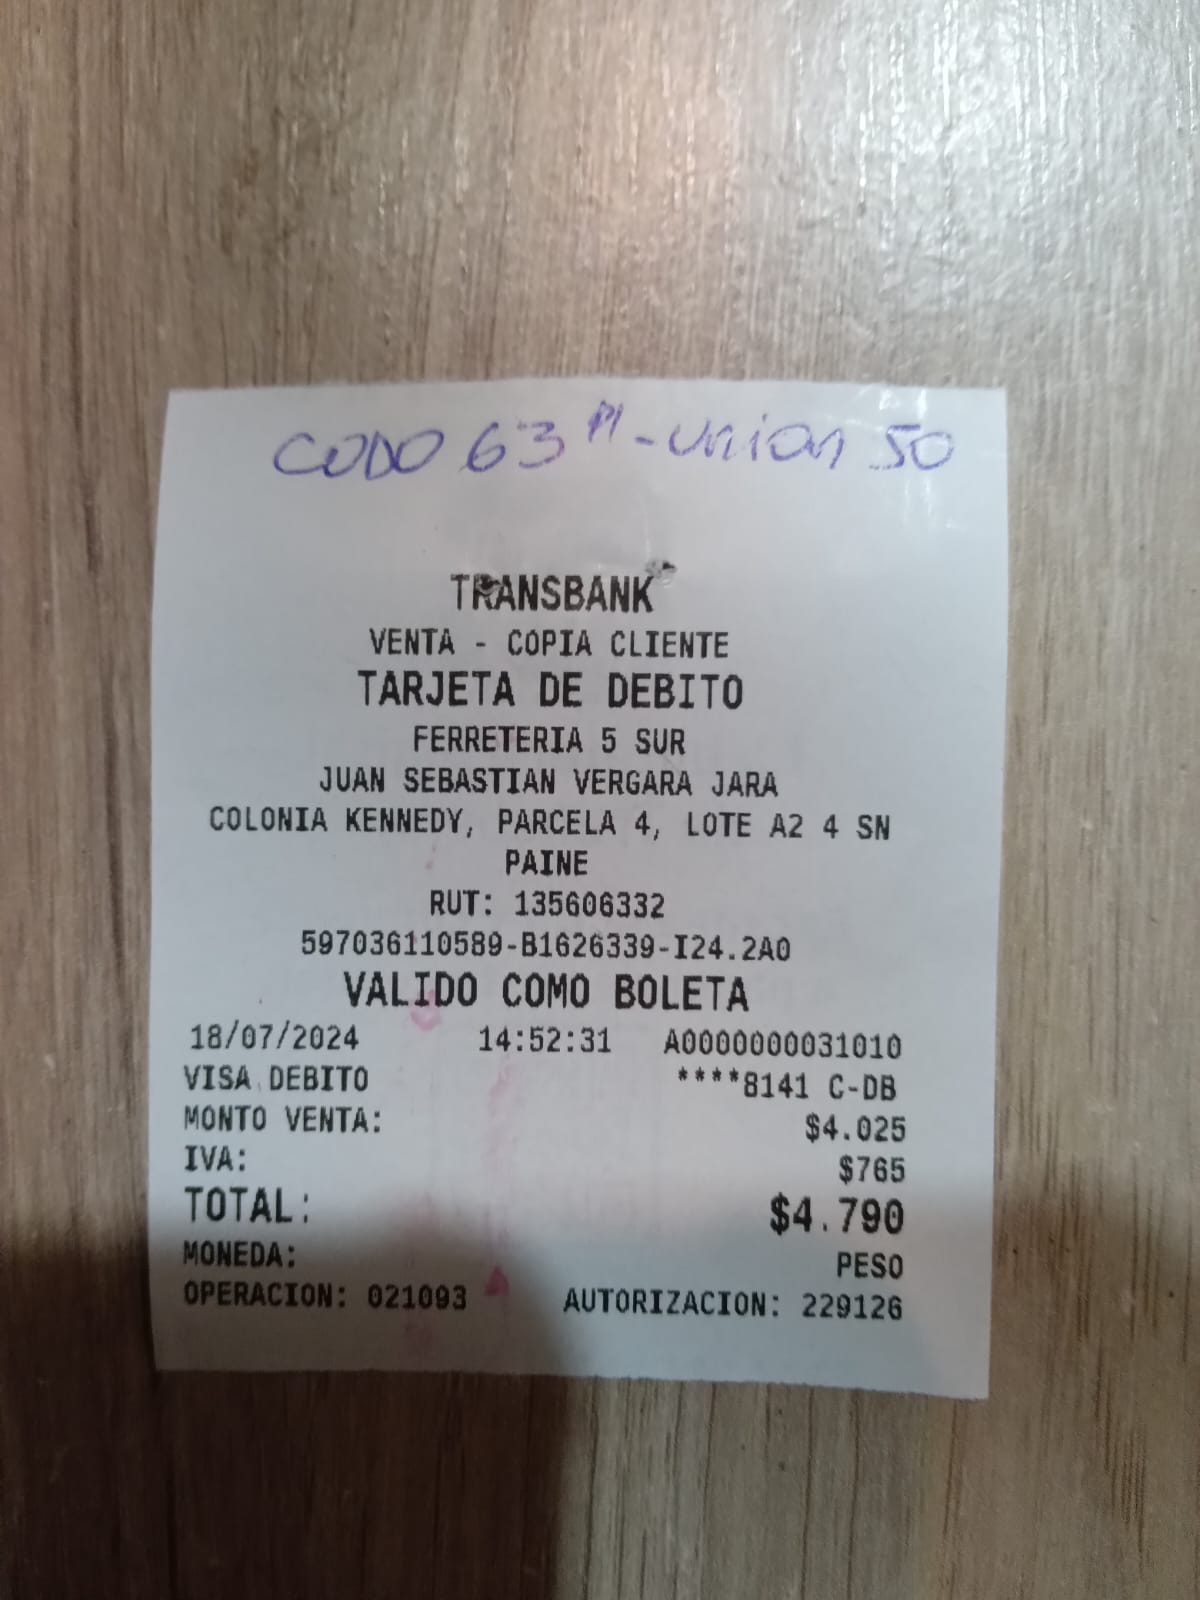 CODO 63 - union 50
TRANSBANK
VENTA - COPIA CLIENTE
TARJETA DE DEBITO
FERRETERIA 5 SUR
JUAN SEBASTIAN VERGARA JARA
COLONIA KENNEDY, PARCELA 4, LOTE A2 4 SN
PAINE
RUT: 135606332
597036110589-B1626339-I24.2A0
VALIDO COMO BOLETA
18/07/2024 14:52:31 A0000000031010
VISA DEBITO ****8141 C-DB
MONTO VENTA: $4.025
IVA: $765
TOTAL: $4.790
MONEDA: PESO
OPERACION: 021093 AUTORIZACION: 229126